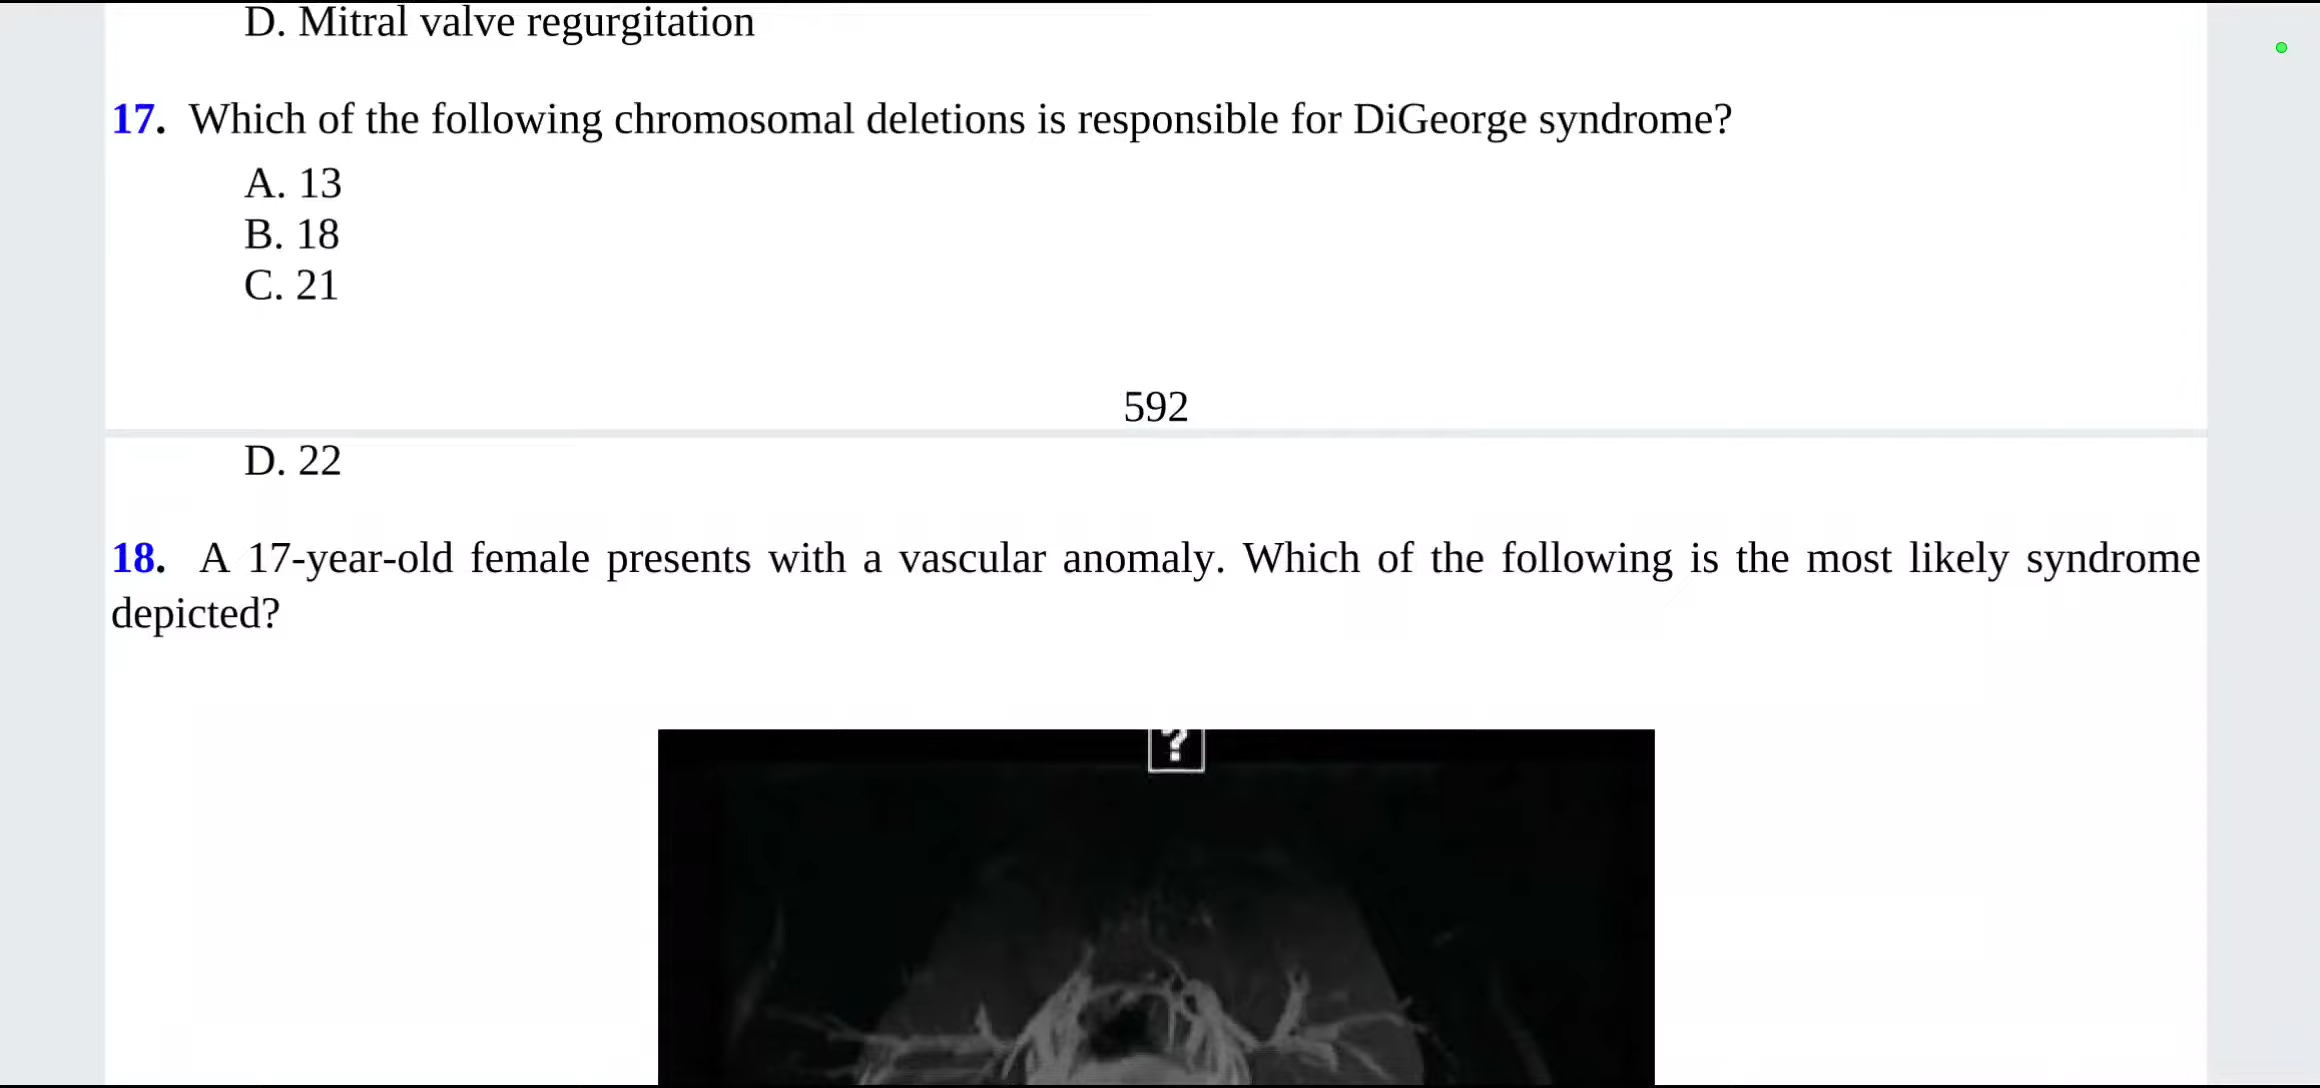 D. Mitral valve regurgitation
17. Which of the following chromosomal deletions is responsible for DiGeorge syndrome?
A. 13
B. 18
C. 21
592
D. 22
18. A 17-year-old female presents with a vascular anomaly. Which of the following is the most likely syndrome
depicted?
?